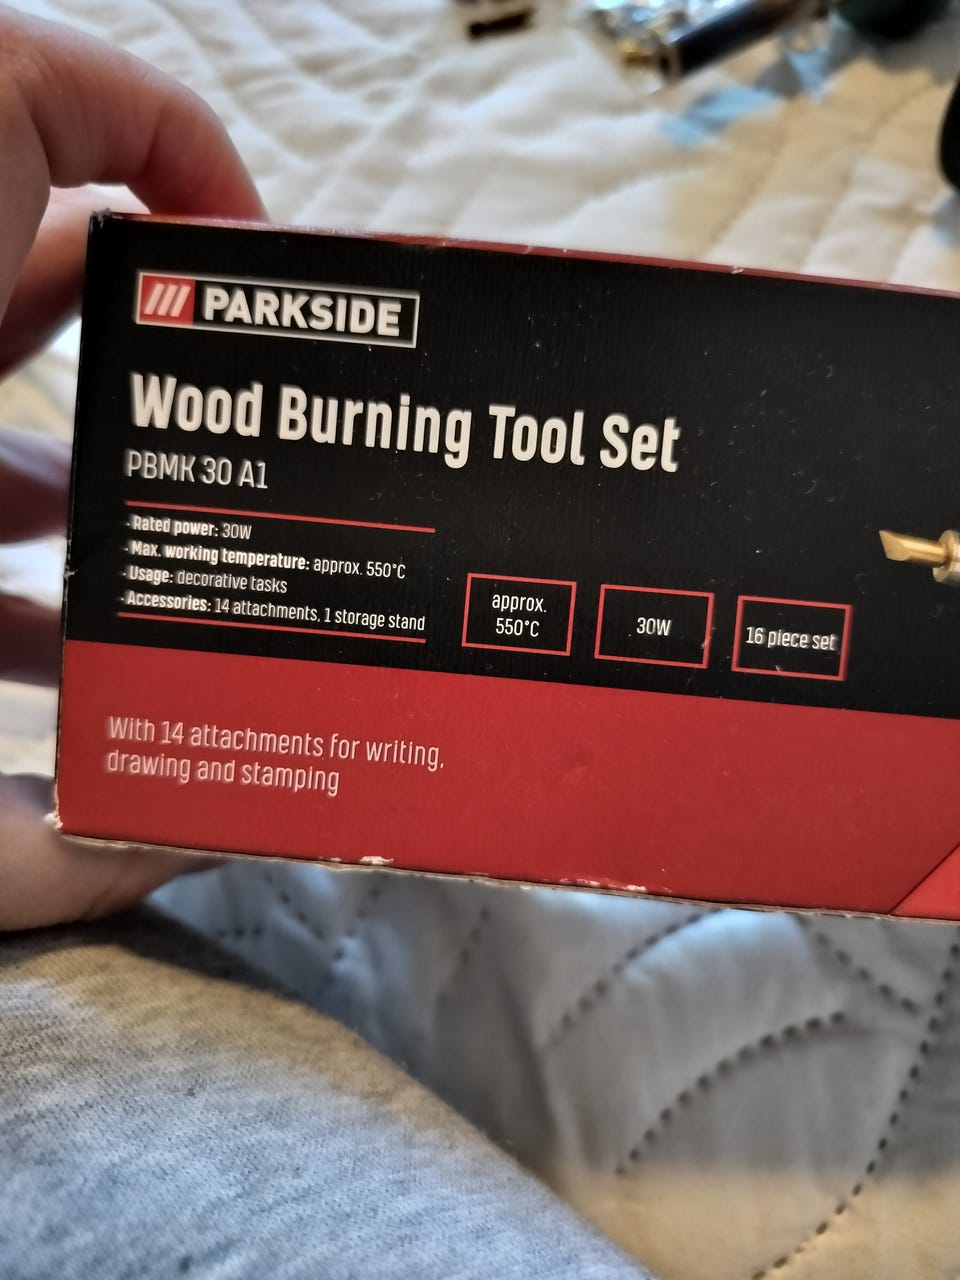 PARKSIDE
Wood Burning Tool Set
PBMK 30 A1
- Rated power: 30W
- Max. working temperature: approx. 550°C
- Usage: decorative tasks
- Accessories: 14 attachments, 1 storage stand
approx.
550°C
30W
16 piece set
With 14 attachments for writing,
drawing and stamping